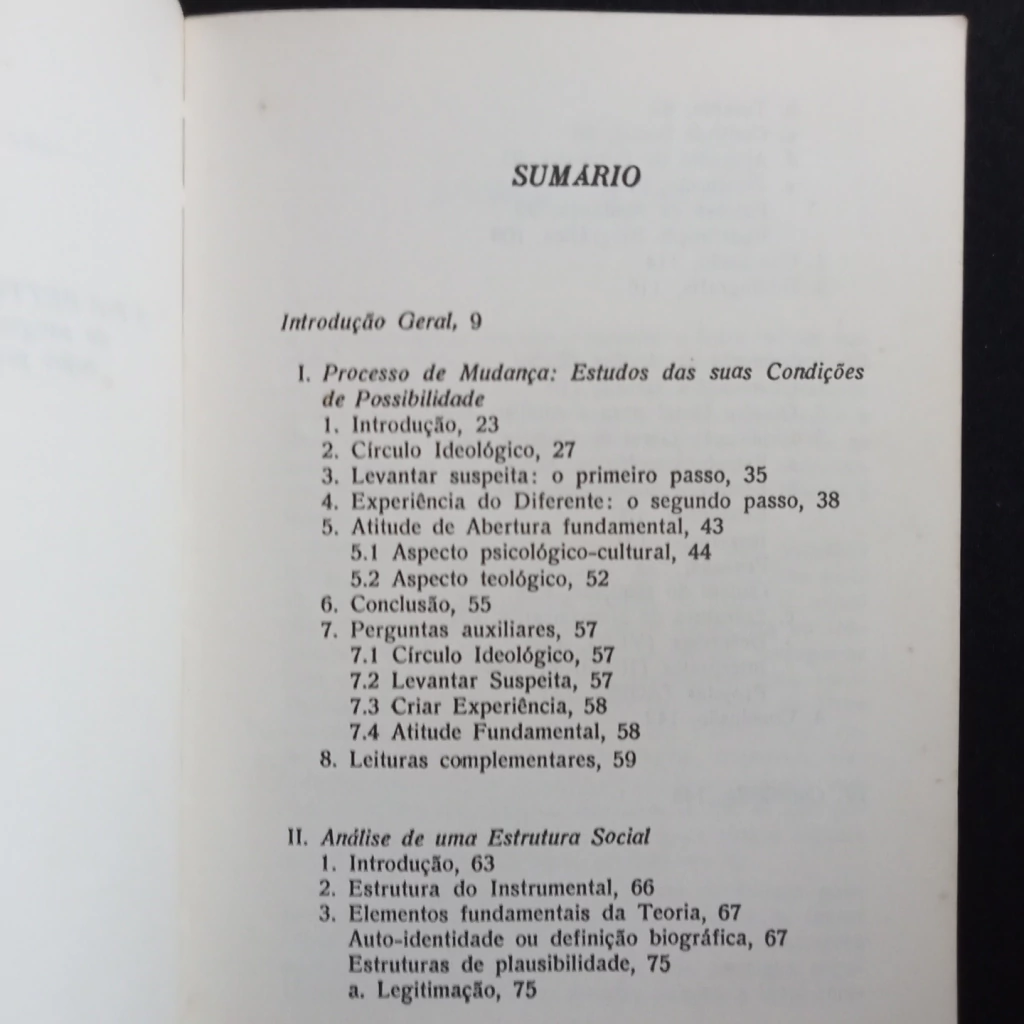 SUMÁRIO
Introdução Geral, 9
I. Processo de Mudança: Estudos das suas Condições
de Possibilidade
1. Introdução, 23
2. Círculo Ideológico, 27
3. Levantar suspeita: o primeiro passo, 35
4. Experiência do Diferente: o segundo passo, 38
5. Atitude de Abertura fundamental, 43
5.1 Aspecto psicológico-cultural, 44
5.2 Aspecto teológico, 52
6. Conclusão, 55
7. Perguntas auxiliares, 57
7.1 Círculo Ideológico, 57
7.2 Levantar Suspeita, 57
7.3 Criar Experiência, 58
7.4 Atitude Fundamental, 58
8. Leituras complementares, 59
II. Análise de uma Estrutura Social
1. Introdução, 63
2. Estrutura do Instrumental, 66
3. Elementos fundamentais da Teoria, 67
Auto-identidade ou definição biográfica, 67
Estruturas de plausibilidade, 75
a. Legitimação, 75